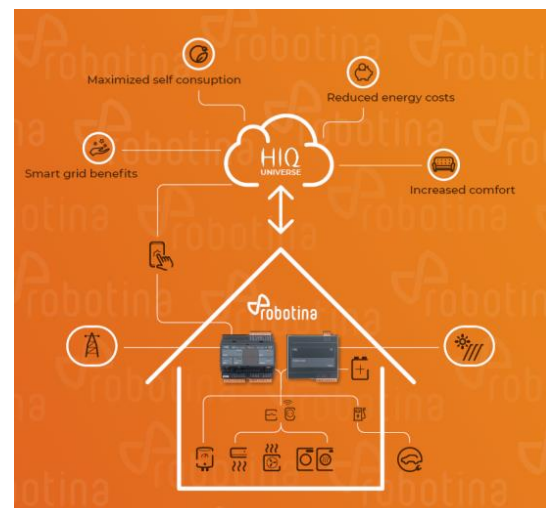 Maximized self consuption
Reduced energy costs
HIQ
UNIVERSE
Smart grid benefits
Increased comfort
robotina